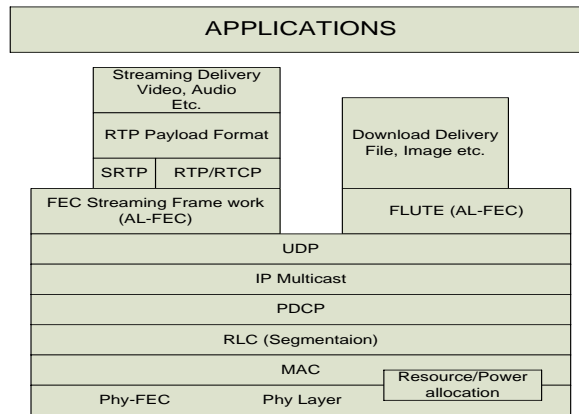 APPLICATIONS
Streaming Delivery
Video, Audio
Etc.
RTP Payload Format
SRTP
RTP/RTCP
FEC Streaming Frame work
(AL-FEC)
Download Delivery
File, Image etc.
FLUTE (AL-FEC)
UDP
IP Multicast
PDCP
RLC (Segmentaion)
MAC
Resource/Power
allocation
Phy-FEC
Phy Layer